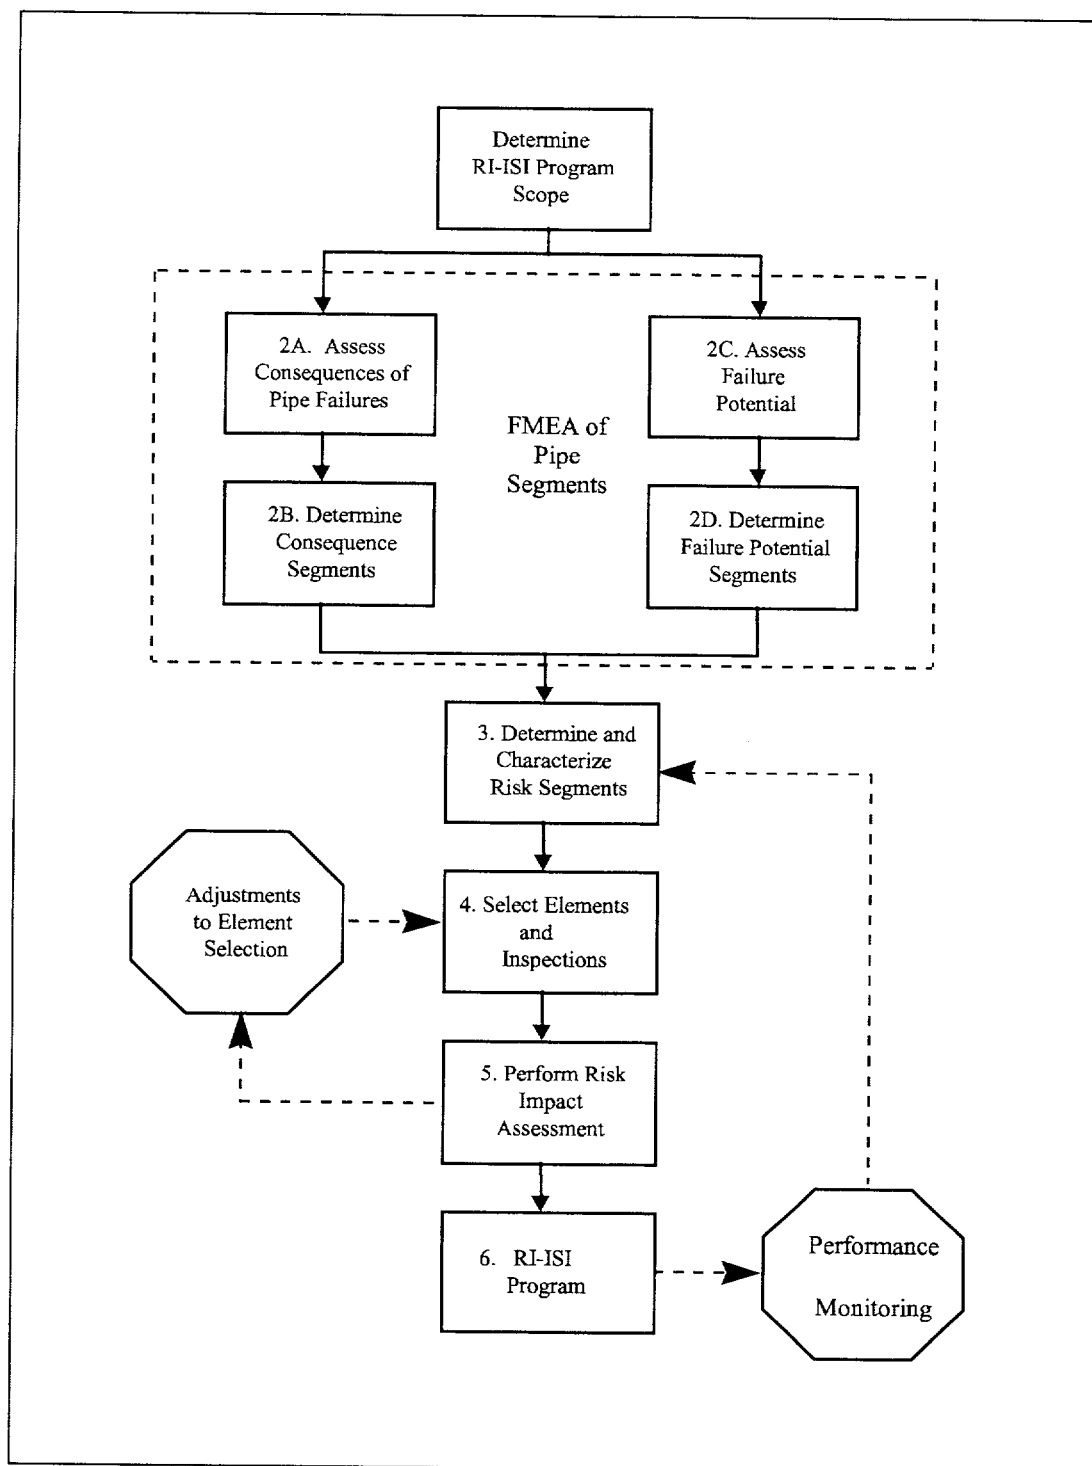 Determine
RI-ISI Program
Scope
2A. Assess
Consequences of
Pipe Failures
2C. Assess
Failure
Potential
FMEA of
Pipe
Segments
2B. Determine
Consequence
Segments
2D. Determine
Failure Potential
Segments
3. Determine and
Characterize
Risk Segments
Adjustments
to Element
Selection
4. Select Elements
and
Inspections
5. Perform Risk
Impact
Assessment
6. RI-ISI
Program
Performance
Monitoring